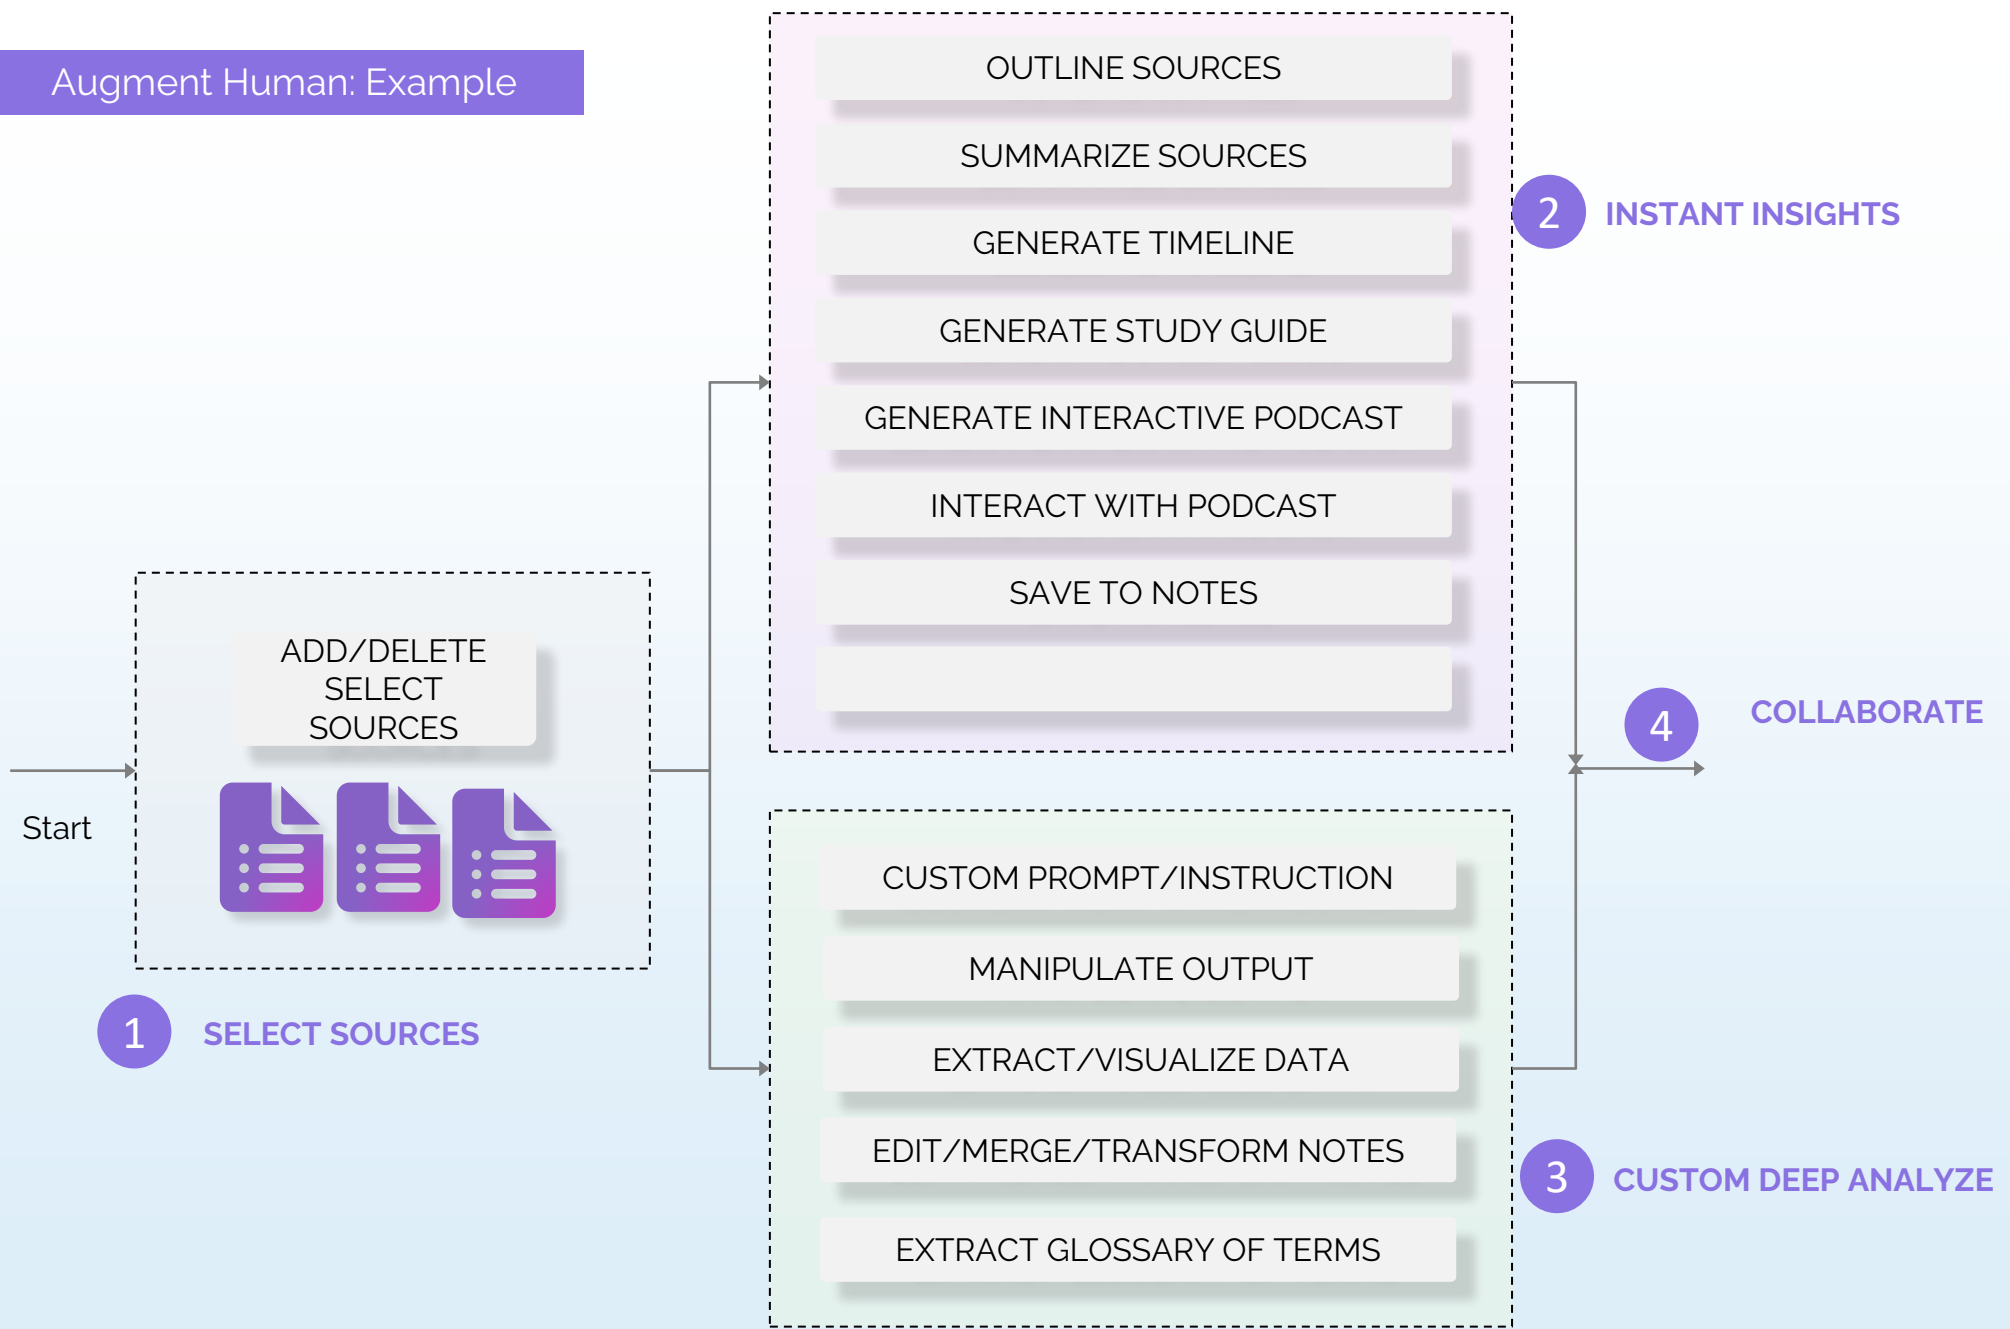 Augment Human: Example
Start
ADD/DELETE
SELECT
SOURCES
1
SELECT SOURCES
OUTLINE SOURCES
SUMMARIZE SOURCES
GENERATE TIMELINE
GENERATE STUDY GUIDE
GENERATE INTERACTIVE PODCAST
INTERACT WITH PODCAST
SAVE TO NOTES
2
INSTANT INSIGHTS
CUSTOM PROMPT/INSTRUCTION
MANIPULATE OUTPUT
EXTRACT/VISUALIZE DATA
EDIT/MERGE/TRANSFORM NOTES
EXTRACT GLOSSARY OF TERMS
3
CUSTOM DEEP ANALYZE
4
COLLABORATE